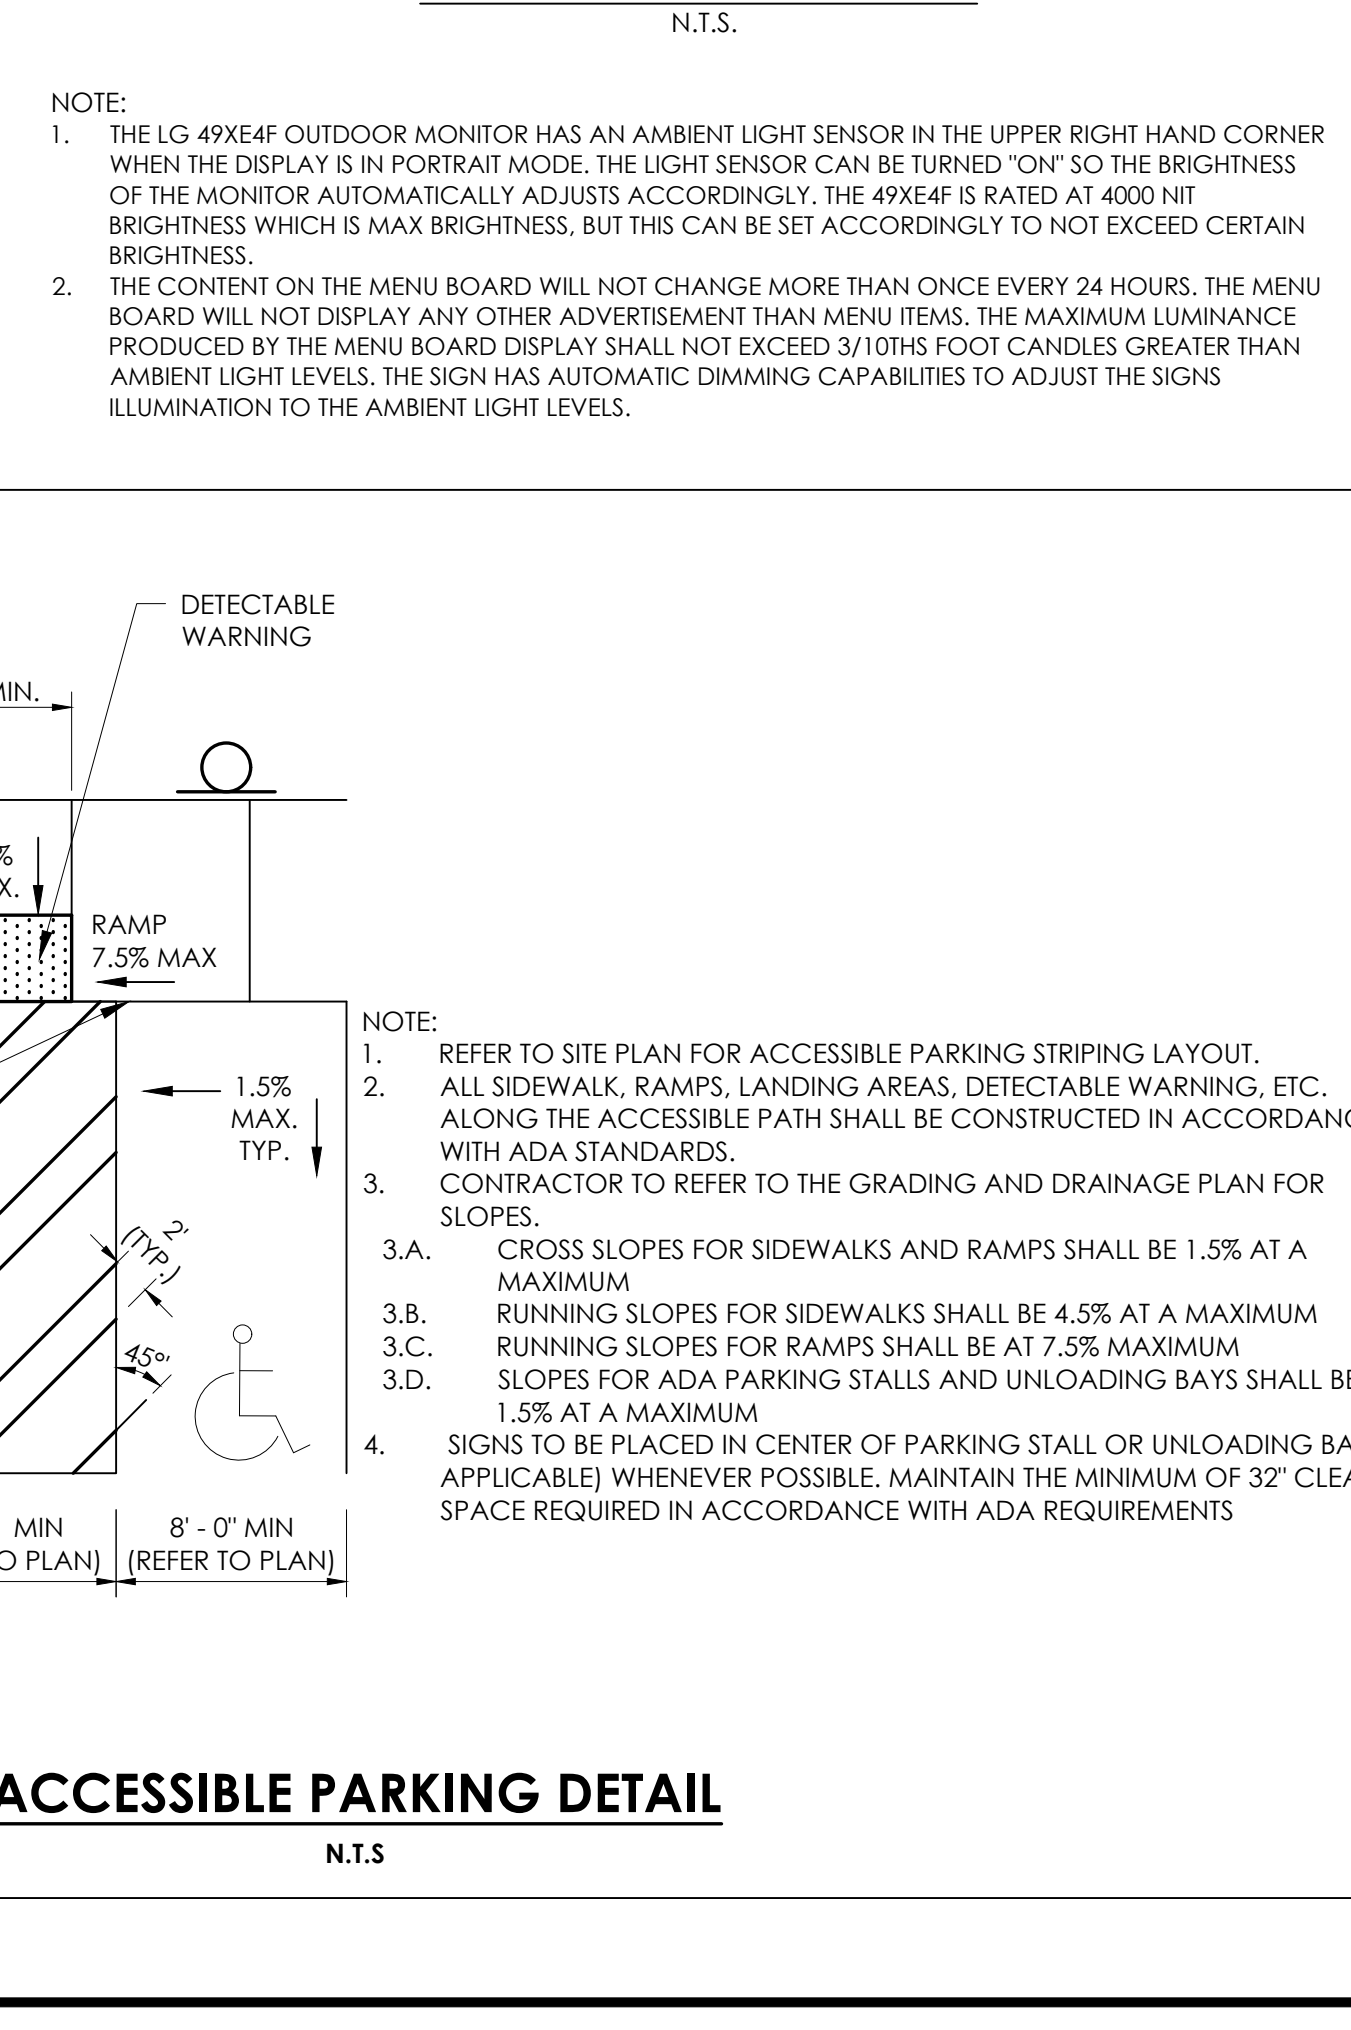 N.T.S.
NOTE:
1. THE LG 49XE4F OUTDOOR MONITOR HAS AN AMBIENT LIGHT SENSOR IN THE UPPER RIGHT HAND CORNER
WHEN THE DISPLAY IS IN PORTRAIT MODE. THE LIGHT SENSOR CAN BE TURNED "ON" SO THE BRIGHTNESS
OF THE MONITOR AUTOMATICALLY ADJUSTS ACCORDINGLY. THE 49XE4F IS RATED AT 4000 NIT
BRIGHTNESS WHICH IS MAX BRIGHTNESS, BUT THIS CAN BE SET ACCORDINGLY TO NOT EXCEED CERTAIN
BRIGHTNESS.
2. THE CONTENT ON THE MENU BOARD WILL NOT CHANGE MORE THAN ONCE EVERY 24 HOURS. THE MENU
BOARD WILL NOT DISPLAY ANY OTHER ADVERTISEMENT THAN MENU ITEMS. THE MAXIMUM LUMINANCE
PRODUCED BY THE MENU BOARD DISPLAY SHALL NOT EXCEED 3/10THS FOOT CANDLES GREATER THAN
AMBIENT LIGHT LEVELS. THE SIGN HAS AUTOMATIC DIMMING CAPABILITIES TO ADJUST THE SIGNS
ILLUMINATION TO THE AMBIENT LIGHT LEVELS.
DETECTABLE
WARNING
MIN.
%
X.
RAMP
7.5% MAX
1.5%
MAX.
TYP.
2'
(TYP.)
45°'
MIN
O PLAN)
8' - 0" MIN
(REFER TO PLAN)
NOTE:
1. REFER TO SITE PLAN FOR ACCESSIBLE PARKING STRIPING LAYOUT.
2. ALL SIDEWALK, RAMPS, LANDING AREAS, DETECTABLE WARNING, ETC.
ALONG THE ACCESSIBLE PATH SHALL BE CONSTRUCTED IN ACCORDANC
WITH ADA STANDARDS.
3. CONTRACTOR TO REFER TO THE GRADING AND DRAINAGE PLAN FOR
SLOPES.
3.A. CROSS SLOPES FOR SIDEWALKS AND RAMPS SHALL BE 1.5% AT A
MAXIMUM
3.B. RUNNING SLOPES FOR SIDEWALKS SHALL BE 4.5% AT A MAXIMUM
3.C. RUNNING SLOPES FOR RAMPS SHALL BE AT 7.5% MAXIMUM
3.D. SLOPES FOR ADA PARKING STALLS AND UNLOADING BAYS SHALL BE
1.5% AT A MAXIMUM
4. SIGNS TO BE PLACED IN CENTER OF PARKING STALL OR UNLOADING BA
APPLICABLE) WHENEVER POSSIBLE. MAINTAIN THE MINIMUM OF 32" CLEA
SPACE REQUIRED IN ACCORDANCE WITH ADA REQUIREMENTS
ACCESSIBLE PARKING DETAIL
N.T.S